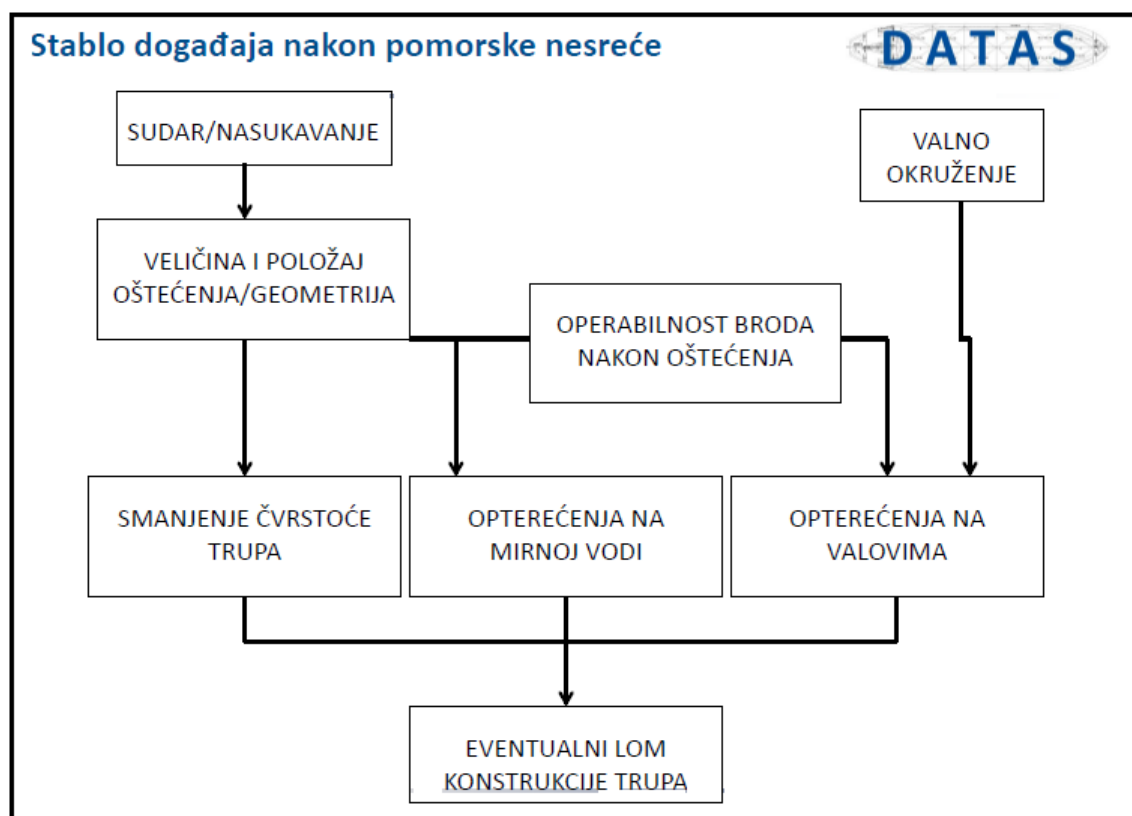 Stablo događaja nakon pomorske nesreće
DATAS
SUDAR/NASUKAVANJE
VALNO
OKRUŽENJE
VELIČINA I POLOŽAJ
OŠTEĆENJA/GEOMETRIJA
OPERABILNOST BRODA
NAKON OŠTEĆENJA
SMANJENJE ČVRSTOĆE
TRUPA
OPTEREĆENJA NA
MIRNOJ VODI
OPTEREĆENJA NA
VALOVIMA
EVENTUALNI LOM
KONSTRUKCIJE TRUPA